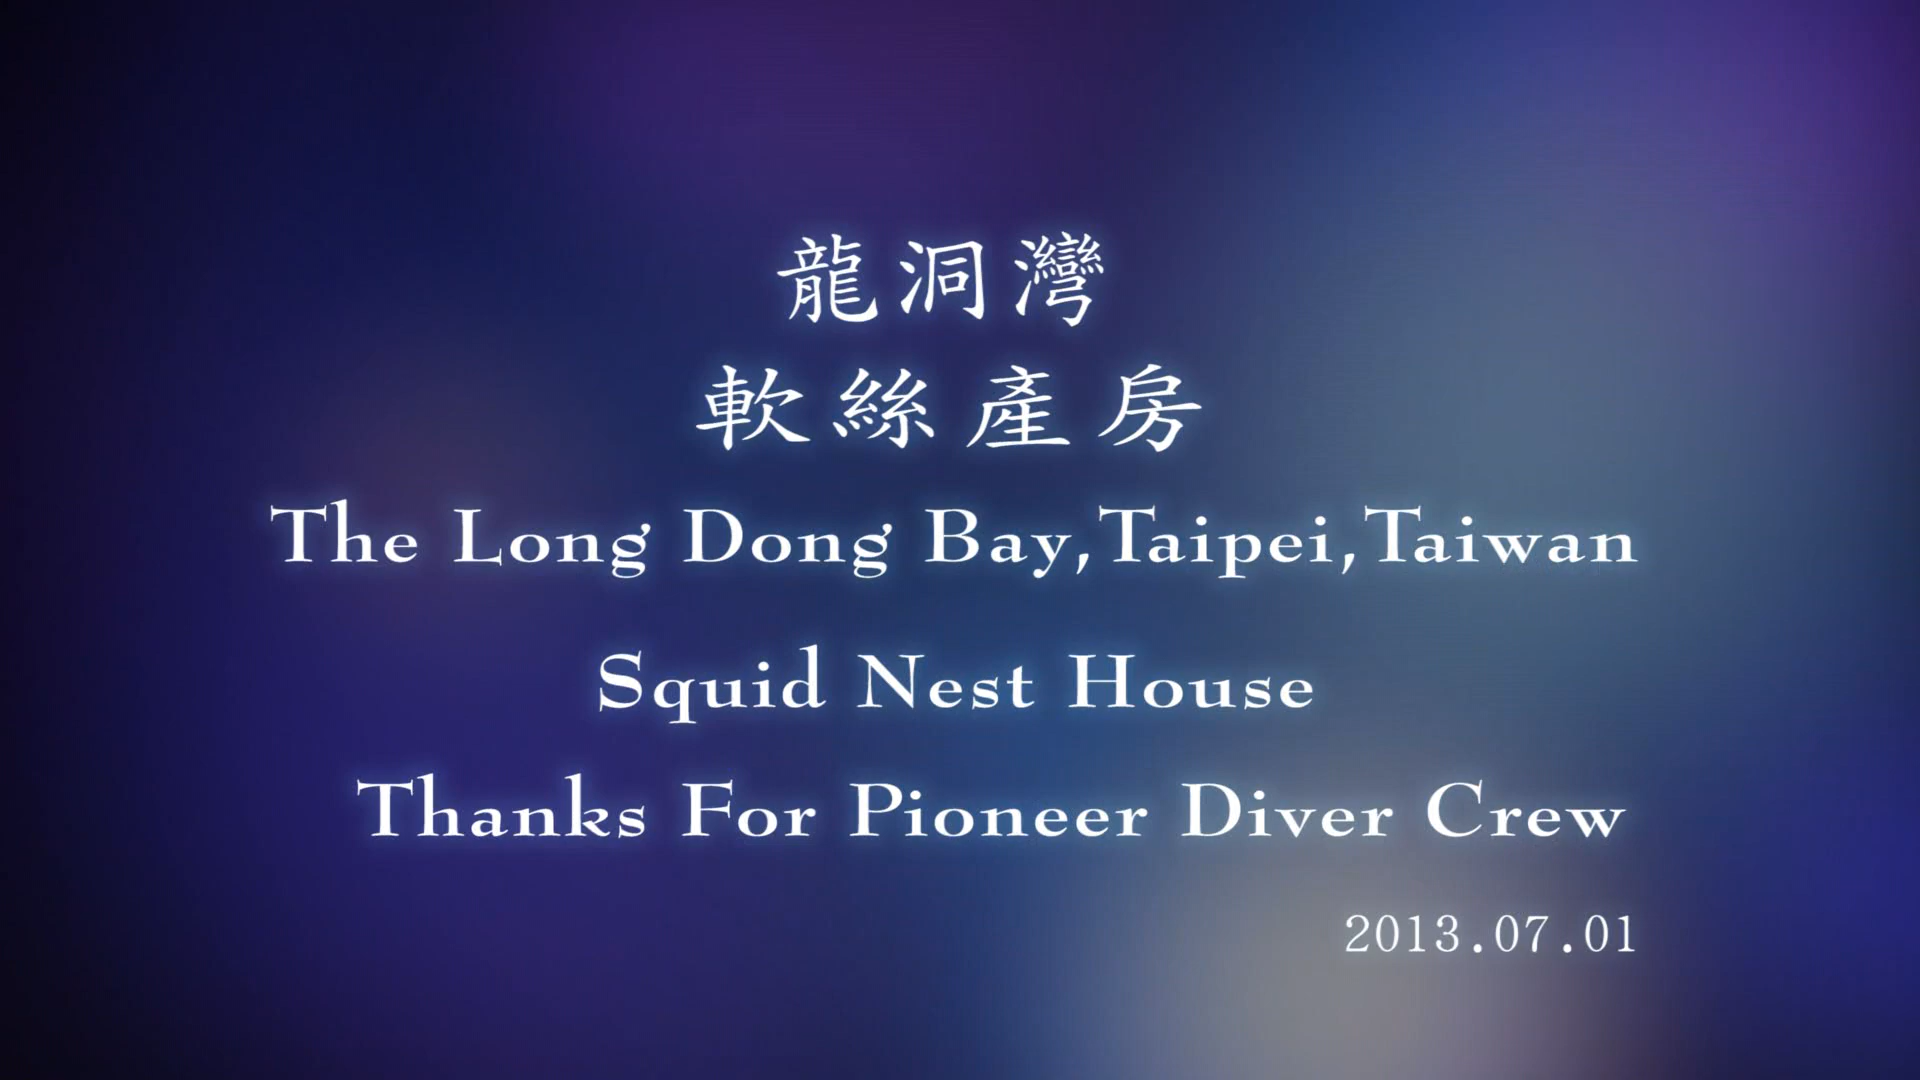 龍洞灣
軟絲產房
The Long Dong Bay,Taipei,Taiwan
Squid Nest House
Thanks For Pioneer Diver Crew
2013.07.01